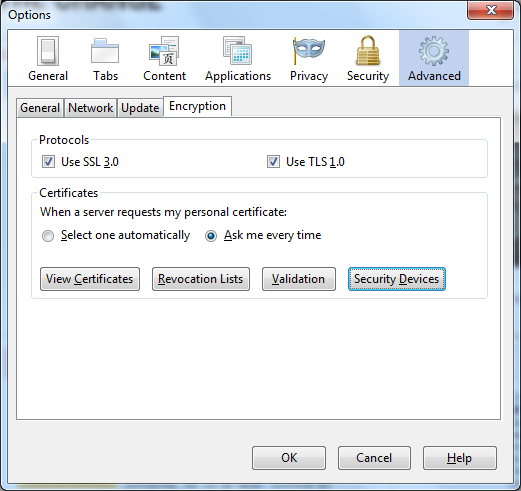 Options
General Tabs Content Applications Privacy Security Advanced
General Network Update Encryption
Protocols
Use SSL 3.0 Use TLS 1.0
Certificates
When a server requests my personal certificate:
Select one automatically Ask me every time
View Certificates Revocation Lists Validation Security Devices
OK Cancel Help